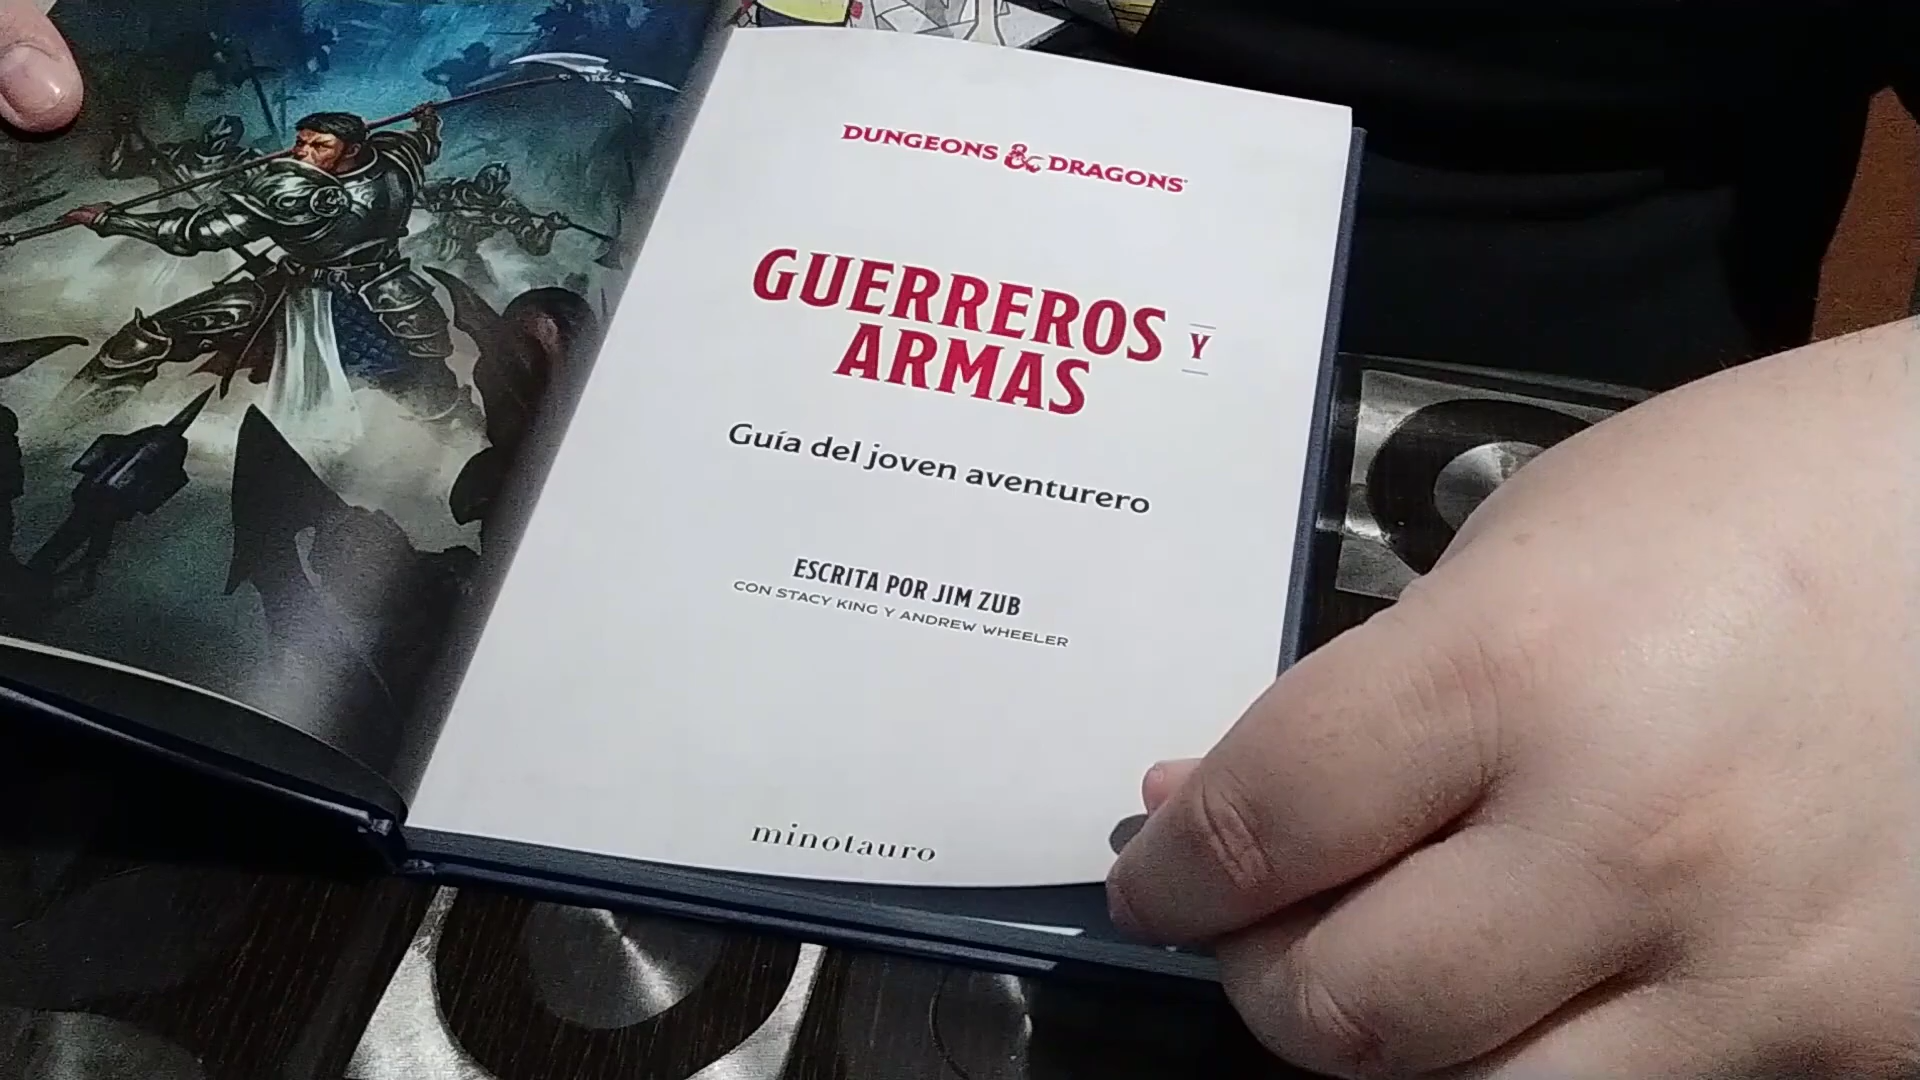 DUNGEONS & DRAGONS
GUERREROS Y
ARMAS
Guía del joven aventurero
ESCRITA POR JIM ZUB
CON STACY KING Y ANDREW WHEELER
minotauro